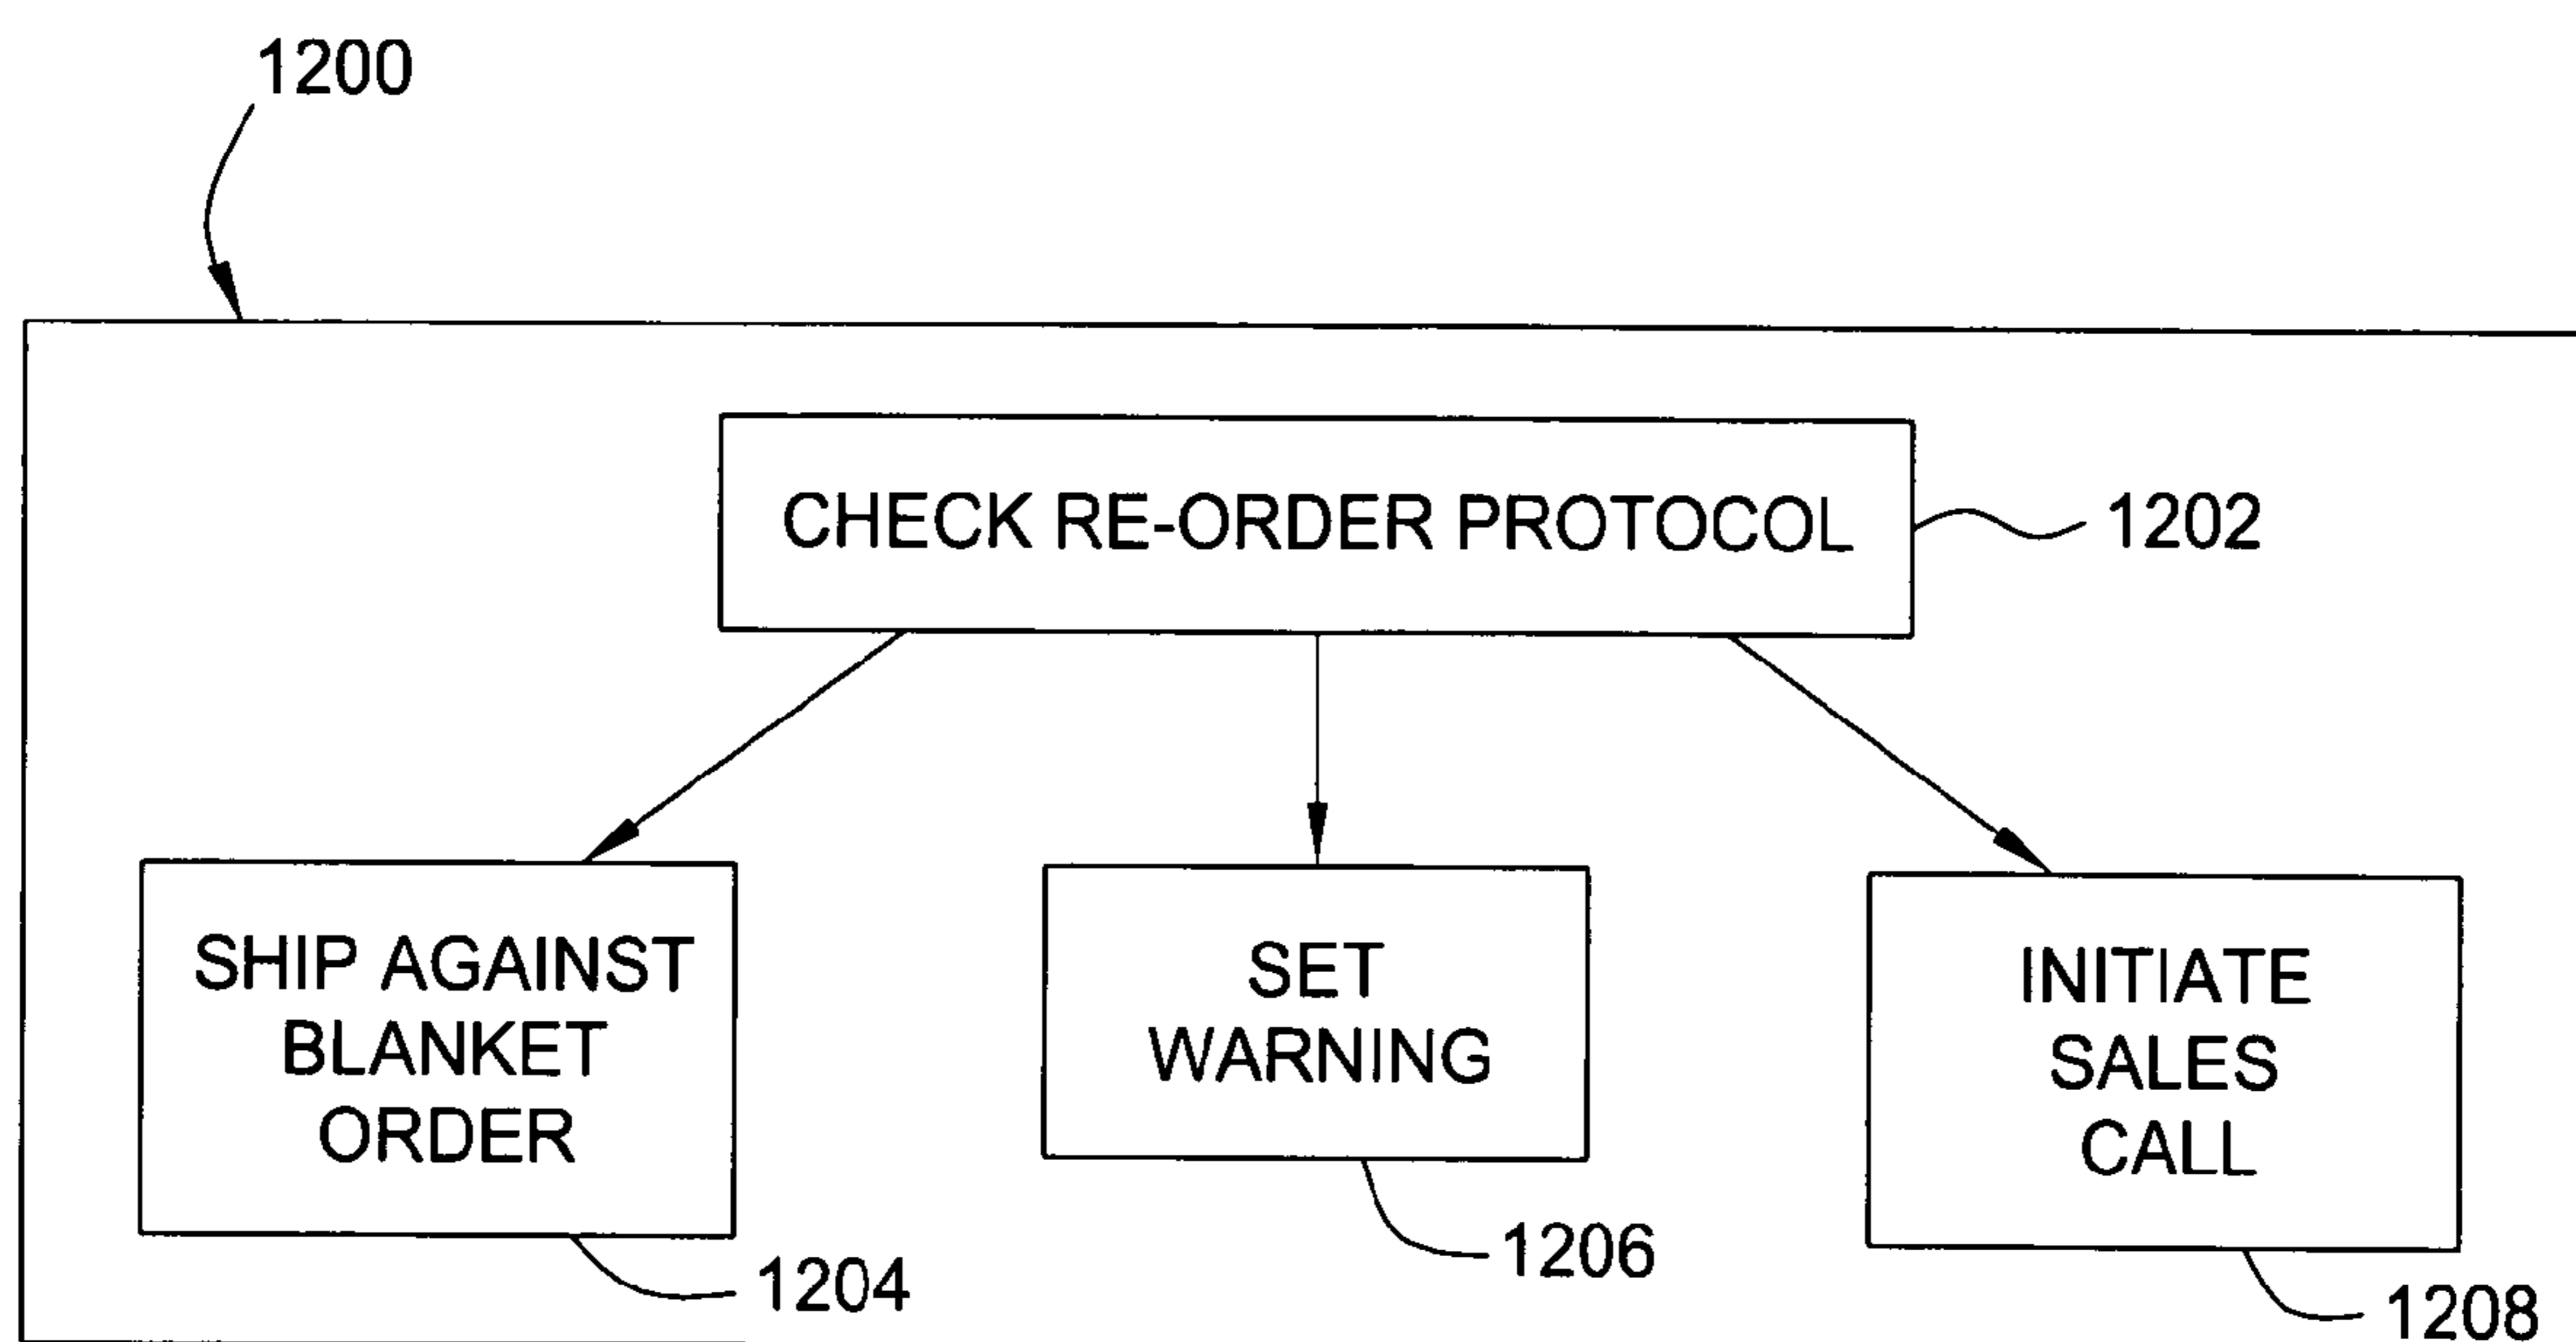 1200
CHECK RE-ORDER PROTOCOL
1202
SHIP AGAINST
BLANKET
ORDER
1204
SET
WARNING
1206
INITIATE
SALES
CALL
1208